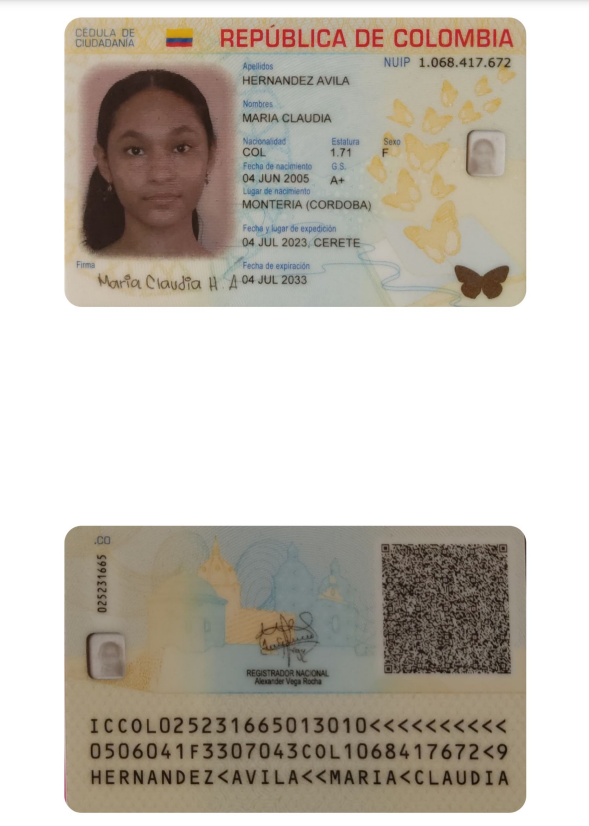 CÉDULA DE
CIUDADANÍA
REPÚBLICA DE COLOMBIA
NUIP 1.068.417.672
Apellidos
HERNANDEZ AVILA
Nombres
MARIA CLAUDIA
Nacionalidad Estatura Sexo
COL 1.71 F
Fecha de nacimiento G.S.
04 JUN 2005 A+
Lugar de nacimiento
MONTERIA (CORDOBA)
Fecha y lugar de expedición
04 JUL 2023, CERETE
Fecha de expiración
04 JUL 2033
Firma
Maria Claudia H A
.CO
025231665
REGISTRADOR NACIONAL
Alexander Vega Rocha
ICCOL025231665013010<<<<<<<<<<
0506041F3307043COL1068417672<9
HERNANDEZ<AVILA<<MARIA<CLAUDIA